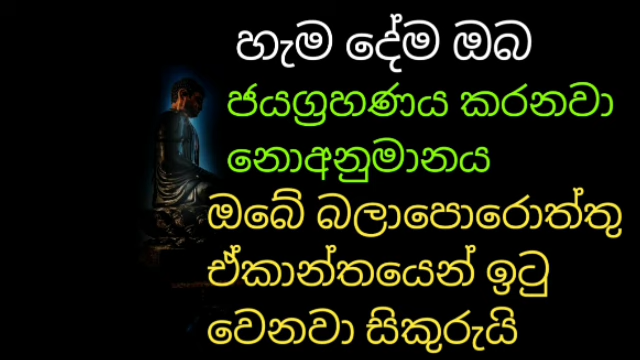 හැම දේම ඔබ
ජයග්‍රහණය කරනවා
නොඅනුමානය
ඔබේ බලාපොරොත්තු
ඒකාන්තයෙන් ඉටු
වෙනවා සිකුරුයි